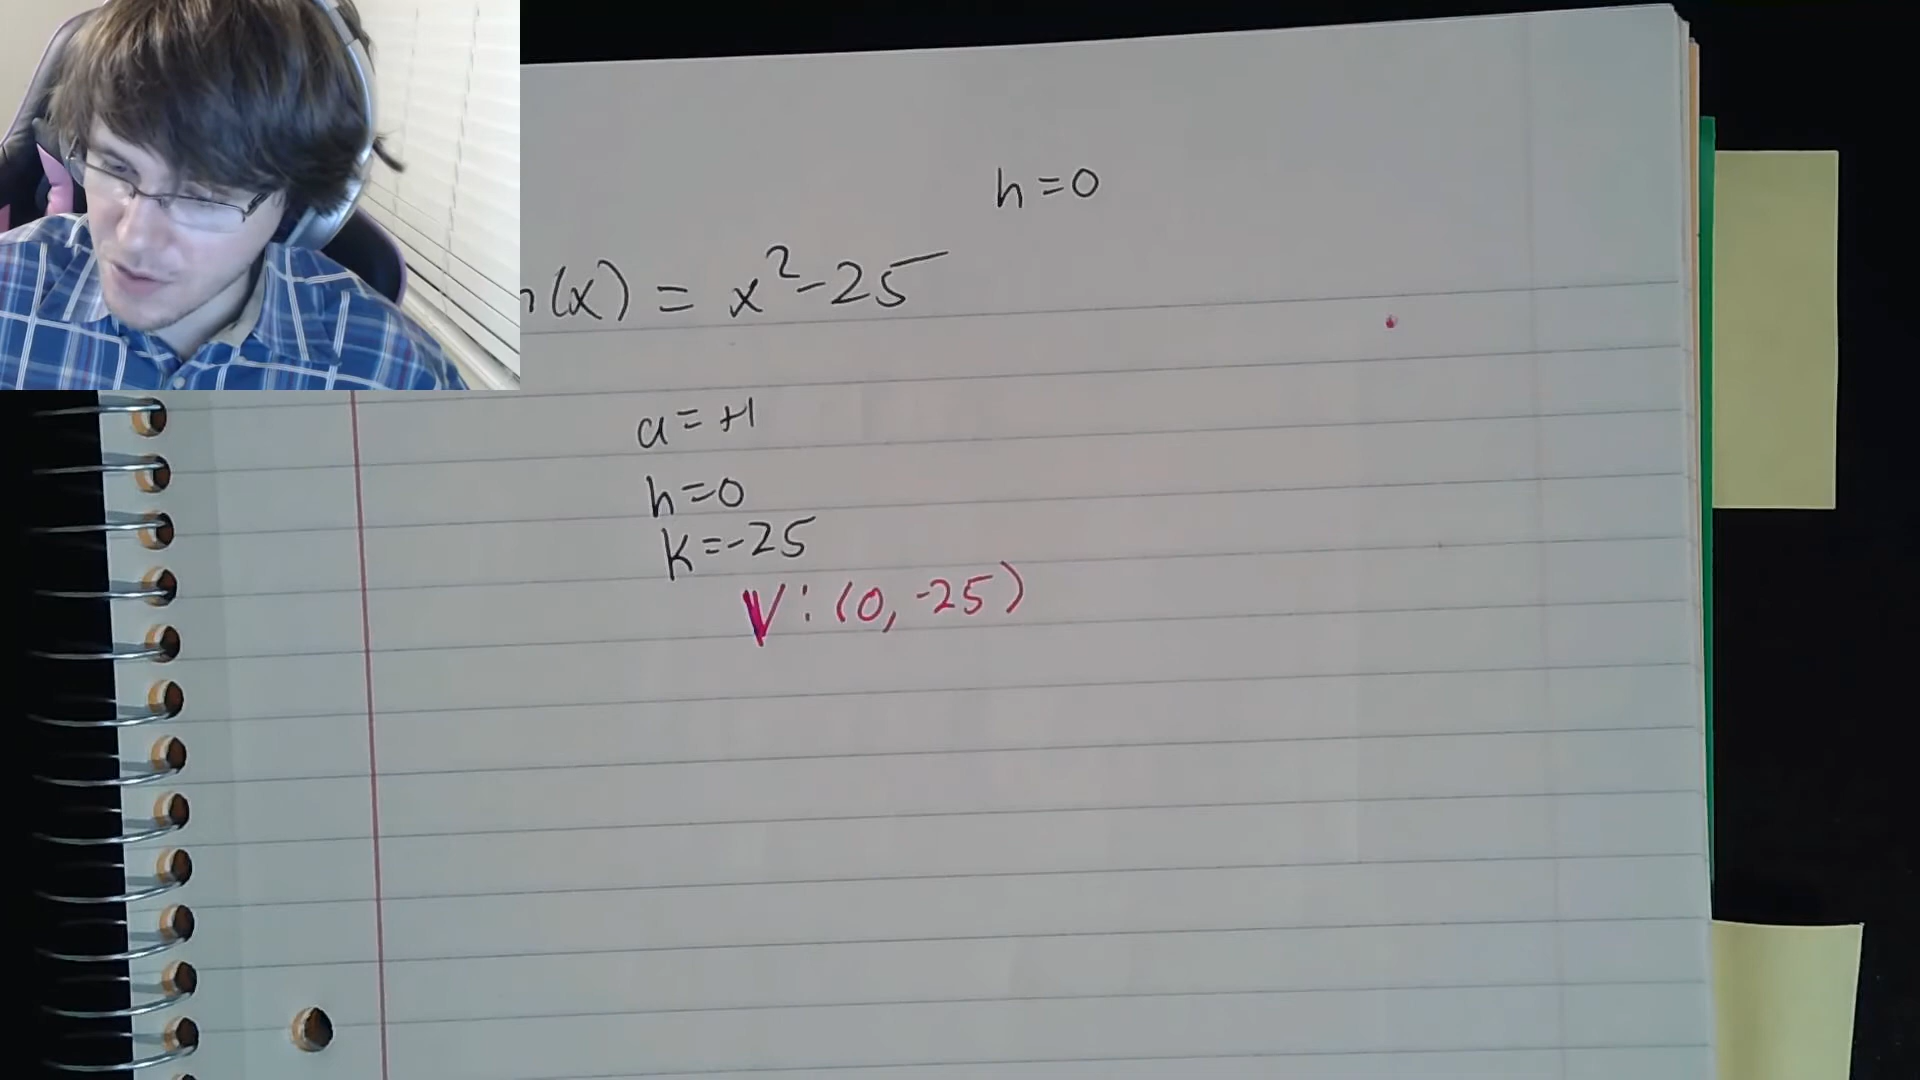 h=0
h(x) = x²-25
a=+1
h=0
k=-25
V: (0, -25)